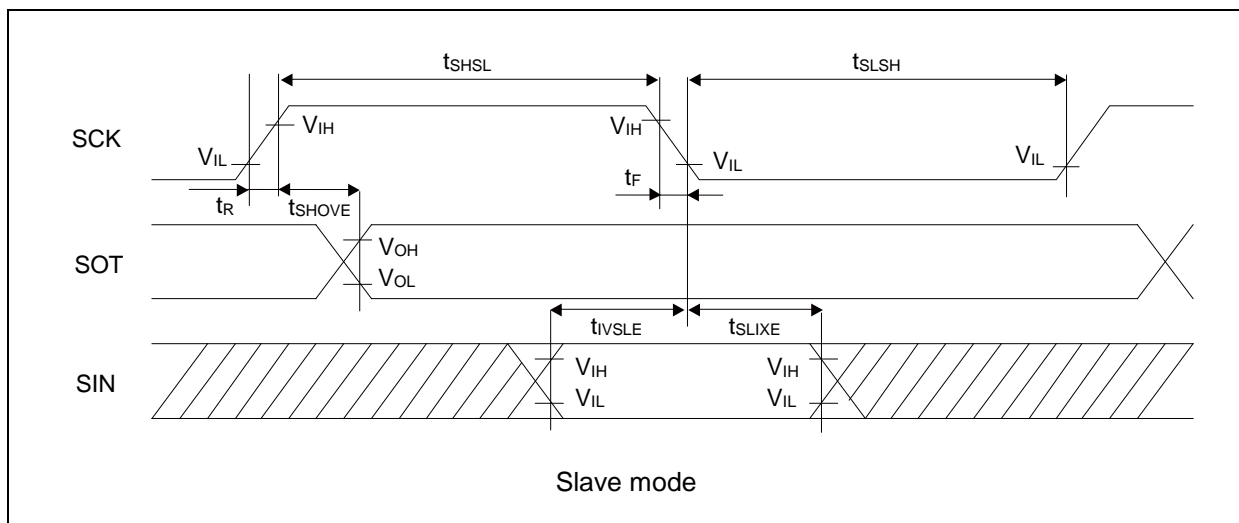 tSHSL
tSLSH
SCK
VIH
VIH
VIL
VIL
VIL
tR
tSHOVE
tF
SOT
VOH
VOL
tIVSLE
tSLIXE
SIN
VIH
VIH
VIL
VIL
Slave mode